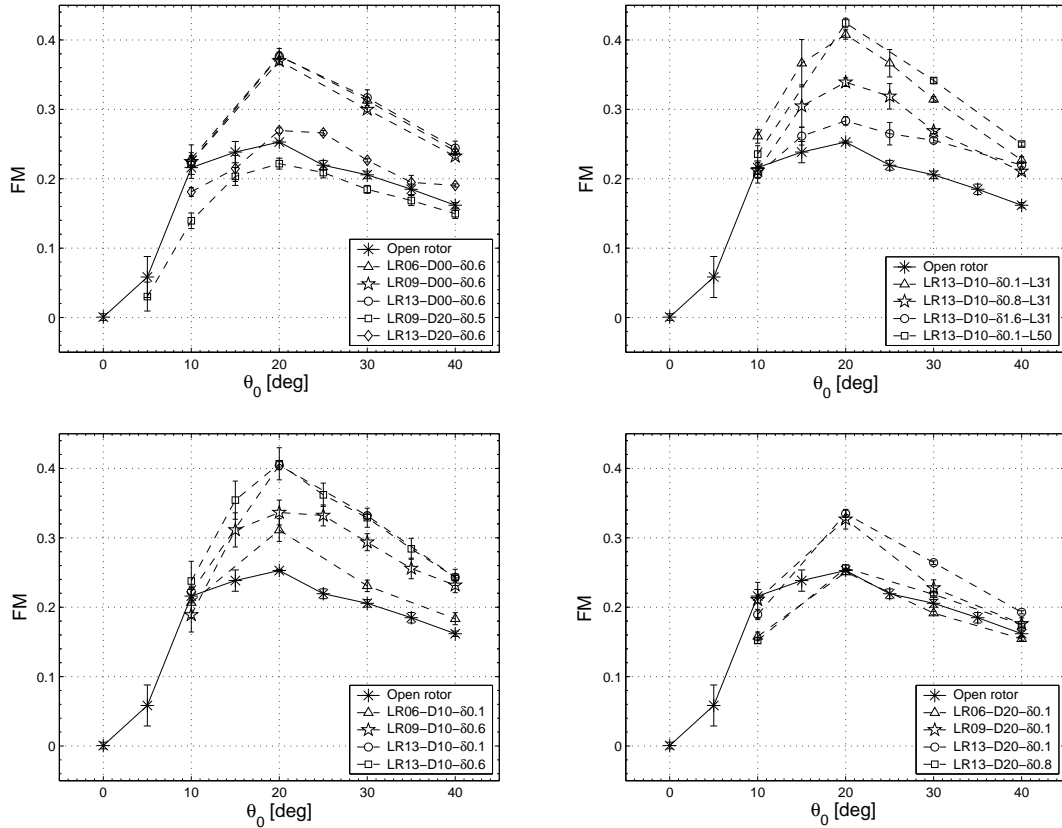 0.4
0.3
0.2
0.1
0
FM
0 10 20 30 40
θ0 [deg]
Open rotor
LR06−D00−δ0.6
LR09−D00−δ0.6
LR13−D00−δ0.6
LR09−D20−δ0.5
LR13−D20−δ0.6
0.4
0.3
0.2
0.1
0
FM
0 10 20 30 40
θ0 [deg]
Open rotor
LR13−D10−δ0.1−L31
LR13−D10−δ0.8−L31
LR13−D10−δ1.6−L31
LR13−D10−δ0.1−L50
0.4
0.3
0.2
0.1
0
FM
0 10 20 30 40
θ0 [deg]
Open rotor
LR06−D10−δ0.1
LR09−D10−δ0.6
LR13−D10−δ0.1
LR13−D10−δ0.6
0.4
0.3
0.2
0.1
0
FM
0 10 20 30 40
θ0 [deg]
Open rotor
LR06−D20−δ0.1
LR09−D20−δ0.1
LR13−D20−δ0.1
LR13−D20−δ0.8